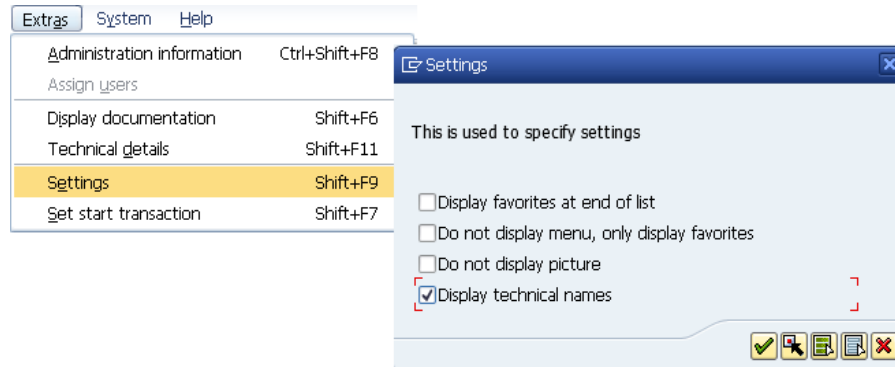 Extras System Help
Administration information Ctrl+Shift+F8
Assign users
Display documentation Shift+F6
Technical details Shift+F11
Settings Shift+F9
Set start transaction Shift+F7
Settings
This is used to specify settings
Display favorites at end of list
Do not display menu, only display favorites
Do not display picture
Display technical names